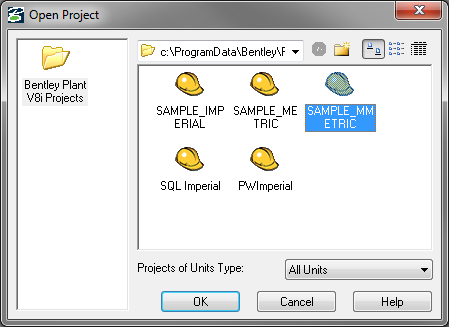 Open Project
Bentley Plant
V8i Projects
c:\ProgramData\Bentley\F
SAMPLE_IMP
ERIAL
SAMPLE_ME
TRIC
SAMPLE_MM
ETRIC
SQL Imperial
PWImperial
Projects of Units Type:
All Units
OK
Cancel
Help